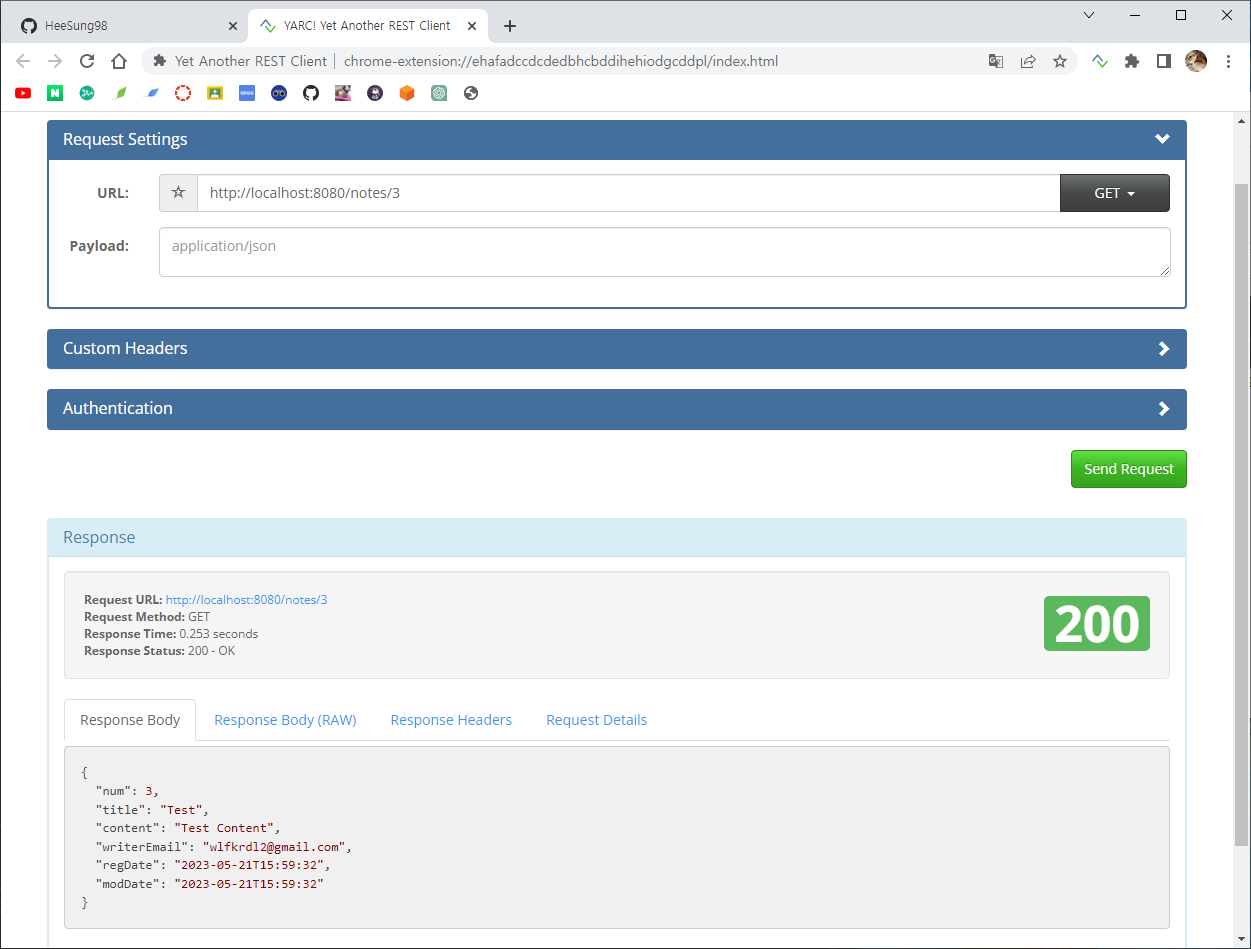 HeeSung98
YARC! Yet Another REST Client
Yet Another REST Client | chrome-extension://ehafadccdcdedbhcbddihehiodgcddpl/index.html
Request Settings
URL: http://localhost:8080/notes/3 GET
Payload: application/json
Custom Headers
Authentication
Send Request
Response
Request URL: http://localhost:8080/notes/3
Request Method: GET
Response Time: 0.253 seconds
Response Status: 200 - OK
200
Response Body Response Body (RAW) Response Headers Request Details
{
"num": 3,
"title": "Test",
"content": "Test Content",
"writerEmail": "wlfkrdl2@gmail.com",
"regDate": "2023-05-21T15:59:32",
"modDate": "2023-05-21T15:59:32"
}